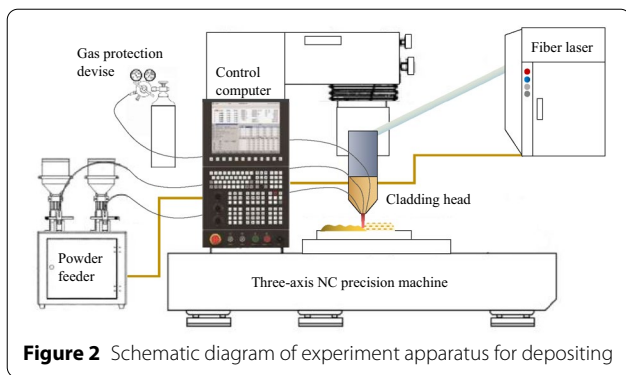 Gas protection
devise
Control
computer
Fiber laser
Cladding head
Powder
feeder
Three-axis NC precision machine
Figure 2 Schematic diagram of experiment apparatus for depositing